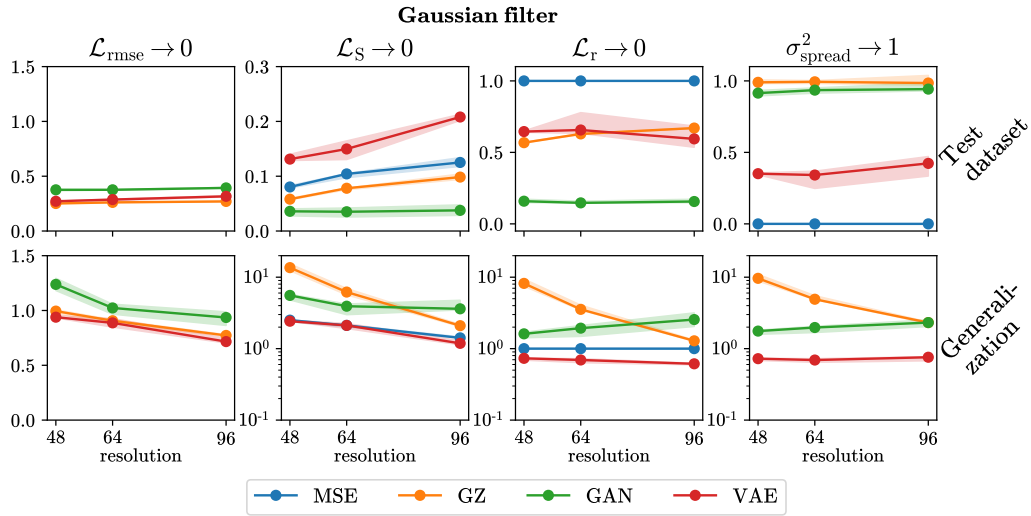 Gaussian filter
ℒ_rmse → 0
ℒ_S → 0
ℒ_r → 0
σ²_spread → 1
1.5
1.0
0.5
0.0
0.3
0.2
0.1
0.0
1.0
0.5
0.0
1.0
0.5
0.0
Test
dataset
1.5
1.0
0.5
0.0
10¹
10⁰
10⁻¹
10¹
10⁰
10⁻¹
10¹
10⁰
10⁻¹
Generali-
zation
48 64 96
48 64 96
48 64 96
48 64 96
resolution
resolution
resolution
resolution
MSE GZ GAN VAE